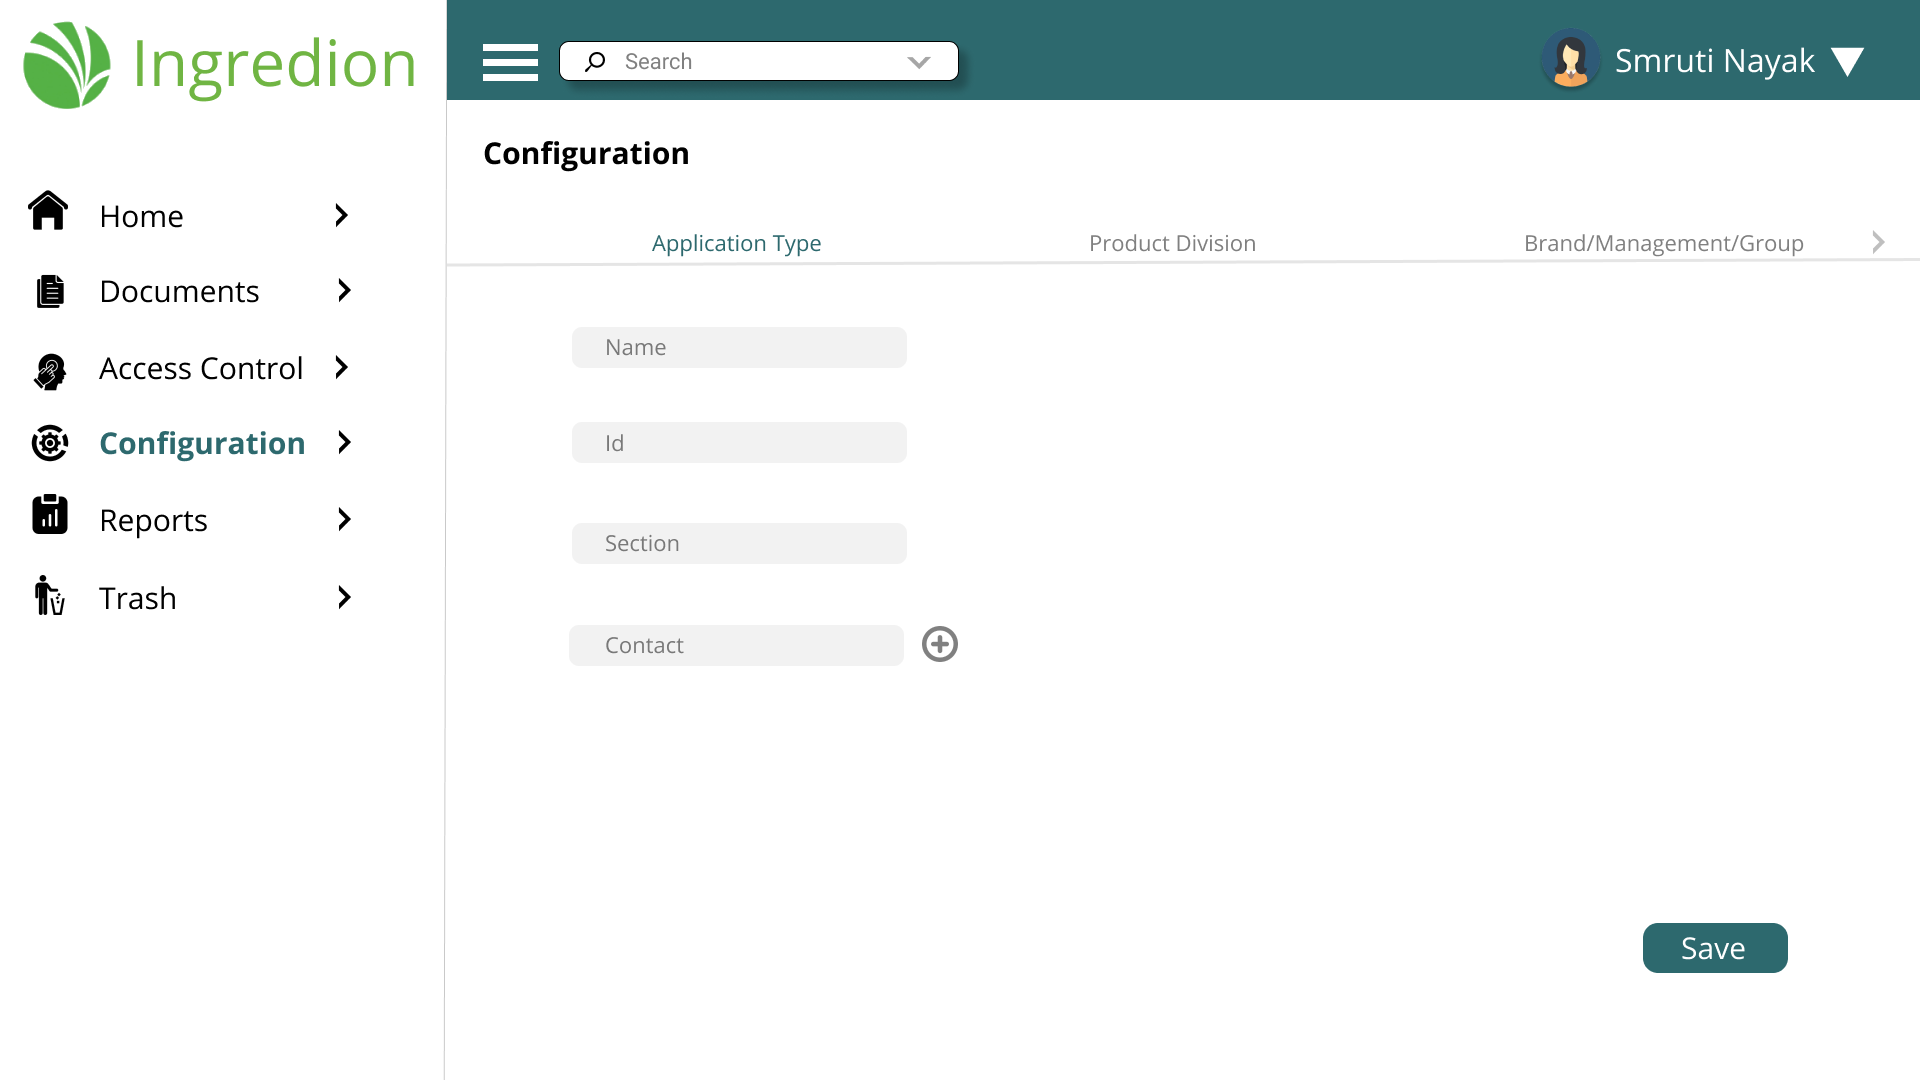 Ingredion
Search
Smruti Nayak
Configuration
Home
Documents
Access Control
Configuration
Reports
Trash
Application Type
Product Division
Brand/Management/Group
Name
Id
Section
Contact
Save